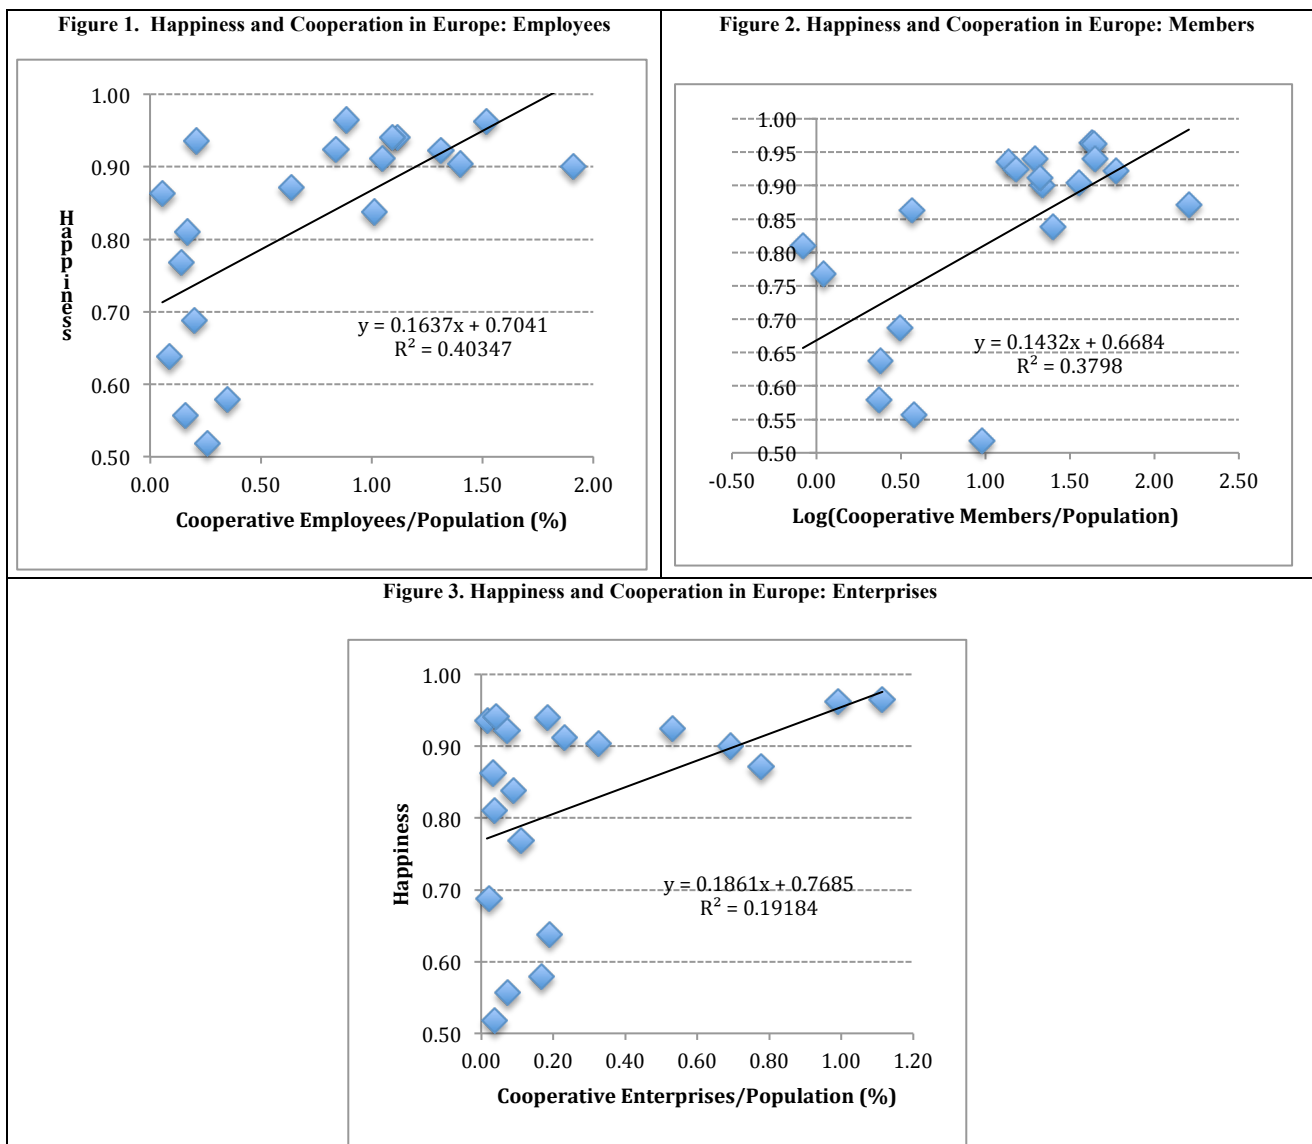 Figure 1. Happiness and Cooperation in Europe: Employees
1.00
0.90
0.80
0.70
0.60
0.50
Happiness
y = 0.1637x + 0.7041
R² = 0.40347
0.00 0.50 1.00 1.50 2.00
Cooperative Employees/Population (%)
Figure 2. Happiness and Cooperation in Europe: Members
1.00
0.95
0.90
0.85
0.80
0.75
0.70
0.65
0.60
0.55
0.50
y = 0.1432x + 0.6684
R² = 0.3798
-0.50 0.00 0.50 1.00 1.50 2.00 2.50
Log(Cooperative Members/Population)
Figure 3. Happiness and Cooperation in Europe: Enterprises
1.00
0.90
0.80
0.70
0.60
0.50
Happiness
y = 0.1861x + 0.7685
R² = 0.19184
0.00 0.20 0.40 0.60 0.80 1.00 1.20
Cooperative Enterprises/Population (%)